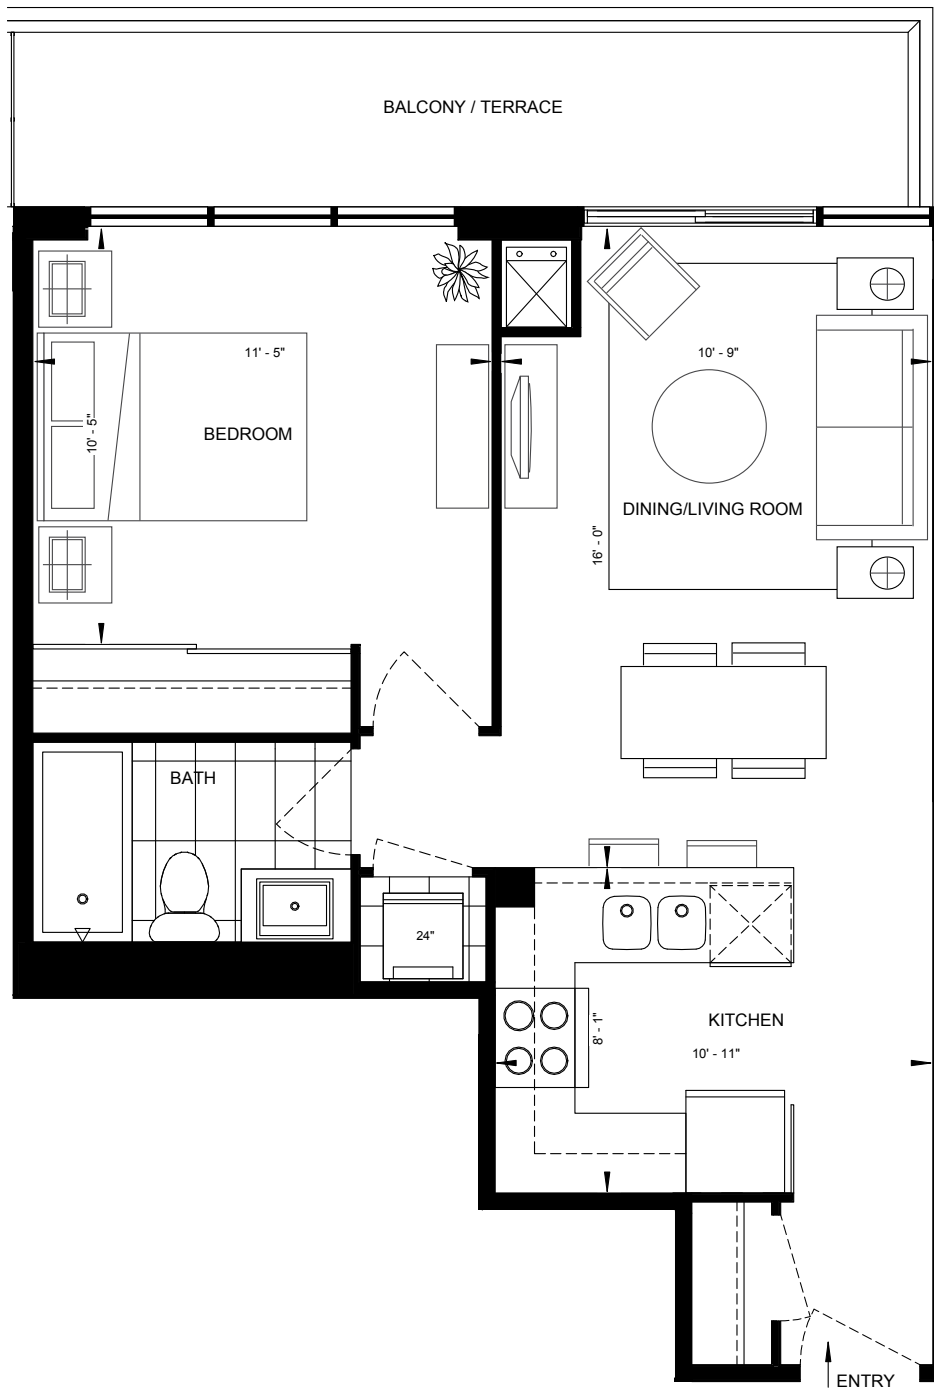 BALCONY / TERRACE
11' - 5"
10' - 9"
10' - 5"
BEDROOM
DINING/LIVING ROOM
16' - 0"
BATH
24"
KITCHEN
8' - 1"
10' - 11"
ENTRY